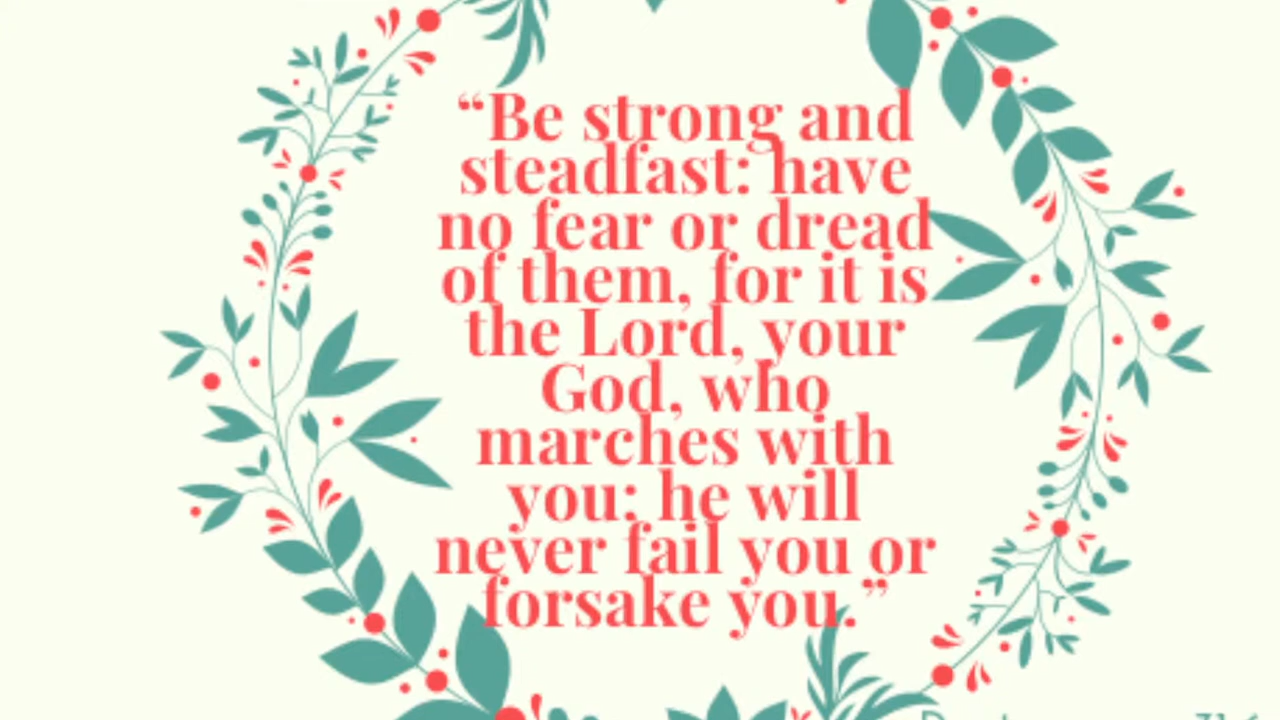 “Be strong and
steadfast: have
no fear or dread
of them, for it is
the Lord, your
God, who
marches with
you: he will
never fail you or
forsake you.”